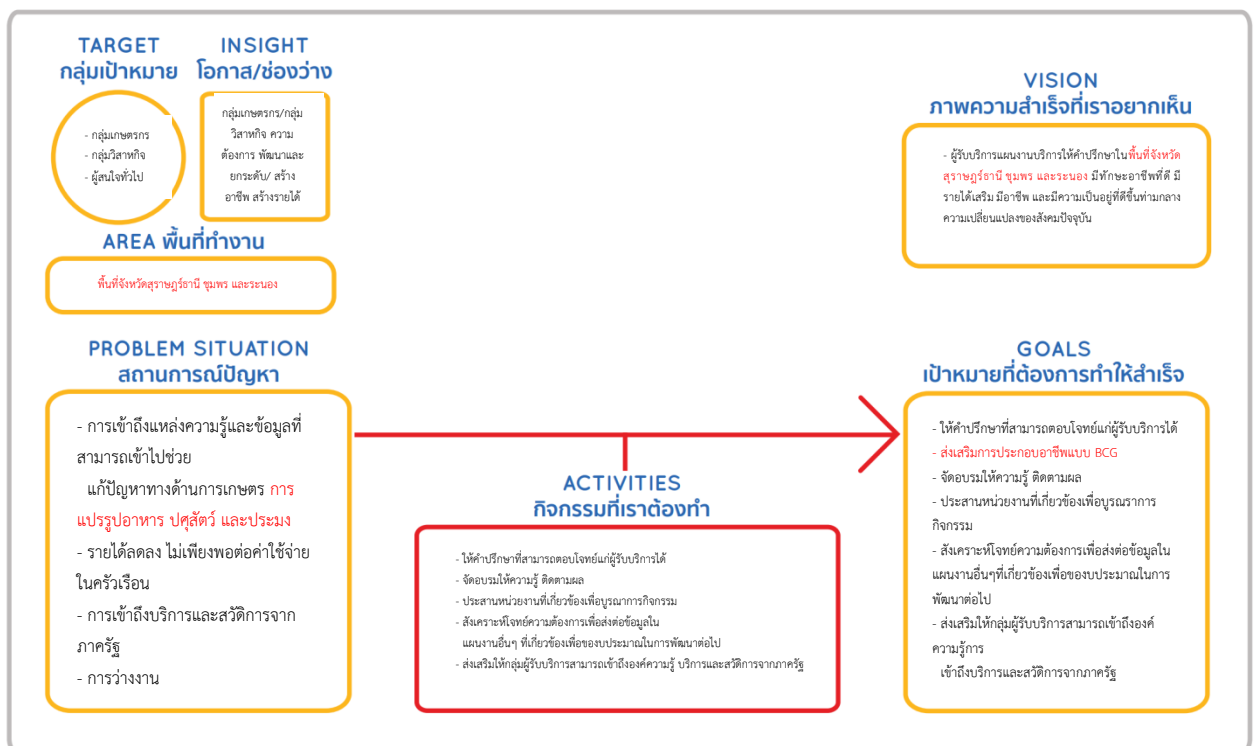 TARGET
กลุ่มเป้าหมาย
- กลุ่มเกษตรกร
- กลุ่มวิสาหกิจ
- ผู้สนใจทั่วไป
INSIGHT
โอกาส/ช่องว่าง
กลุ่มเกษตรกร/กลุ่ม
วิสาหกิจ ความ
ต้องการ พัฒนาและ
ยกระดับ/ สร้าง
อาชีพ สร้างรายได้
VISION
ภาพความสำเร็จที่เราอยากเห็น
- ผู้รับบริการแผนงานบริการให้คำปรึกษาในพื้นที่จังหวัด
สุราษฎร์ธานี ชุมพร และระนอง มีทักษะอาชีพที่ดี มี
รายได้เสริม มีอาชีพ และมีความเป็นอยู่ที่ดีขึ้นท่ามกลาง
ความเปลี่ยนแปลงของสังคมปัจจุบัน
AREA พื้นที่ทำงาน
พื้นที่จังหวัดสุราษฎร์ธานี ชุมพร และระนอง
PROBLEM SITUATION
สถานการณ์ปัญหา
- การเข้าถึงแหล่งความรู้และข้อมูลที่
สามารถเข้าไปช่วย
แก้ปัญหาทางด้านการเกษตร การ
แปรรูปอาหาร ปศุสัตว์ และประมง
- รายได้ลดลง ไม่เพียงพอต่อค่าใช้จ่าย
ในครัวเรือน
- การเข้าถึงบริการและสวัดิการจาก
ภาครัฐ
- การว่างงาน
ACTIVITIES
กิจกรรมที่เราต้องทำ
- ให้คำปรึกษาที่สามารถตอบโจทย์แก่ผู้รับบริการได้
- จัดอบรมให้ความรู้ ติดตามผล
- ประสานหน่วยงานที่เกี่ยวข้องเพื่อบูรณาการกิจกรรม
- สังเคราะห์โจทย์ความต้องการเพื่อส่งต่อข้อมูลใน
แผนงานอื่นๆ ที่เกี่ยวข้องเพื่อของบประมาณในการพัฒนาต่อไป
- ส่งเสริมให้กลุ่มผู้รับบริการสามารถเข้าถึงองค์ความรู้ บริการและสวัดิการจากภาครัฐ
GOALS
เป้าหมายที่ต้องการทำให้สำเร็จ
- ให้คำปรึกษาที่สามารถตอบโจทย์แก่ผู้รับบริการได้
- ส่งเสริมการประกอบอาชีพแบบ BCG
- จัดอบรมให้ความรู้ ติดตามผล
- ประสานหน่วยงานที่เกี่ยวข้องเพื่อบูรณราการ
กิจกรรม
- สังเคราะห์โจทย์ความต้องการเพื่อส่งต่อข้อมูลใน
แผนงานอื่นๆที่เกี่ยวข้องเพื่อของบประมาณในการ
พัฒนาต่อไป
- ส่งเสริมให้กลุ่มผู้รับบริการสามารถเข้าถึงองค์
ความรู้การ
เข้าถึงบริการและสวัดิการจากภาครัฐ